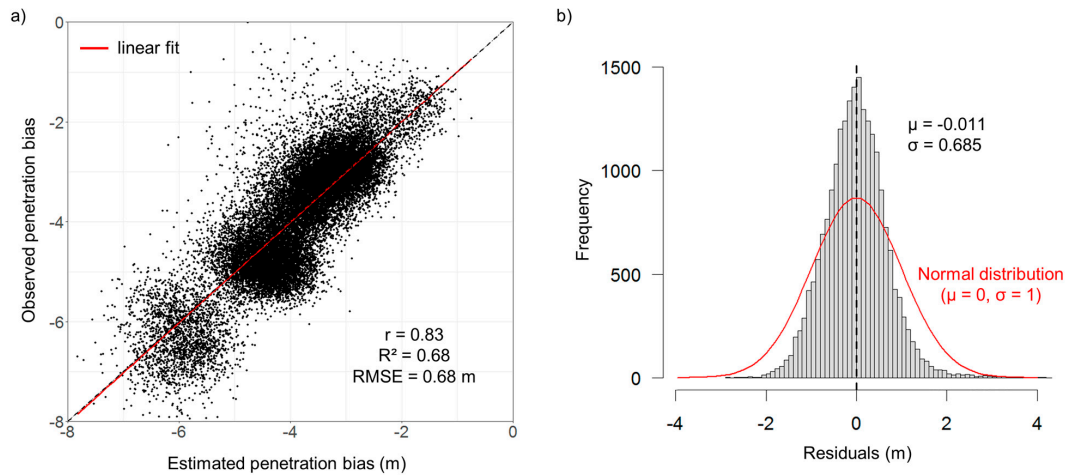 a)
0
-2
-4
-6
-8
Observed penetration bias
linear fit
r = 0.83
R² = 0.68
RMSE = 0.68 m
-8
-6
-4
-2
0
Estimated penetration bias (m)
b)
1500
1000
500
0
Frequency
μ = -0.011
σ = 0.685
Normal distribution
(μ = 0, σ = 1)
-4
-2
0
2
4
Residuals (m)